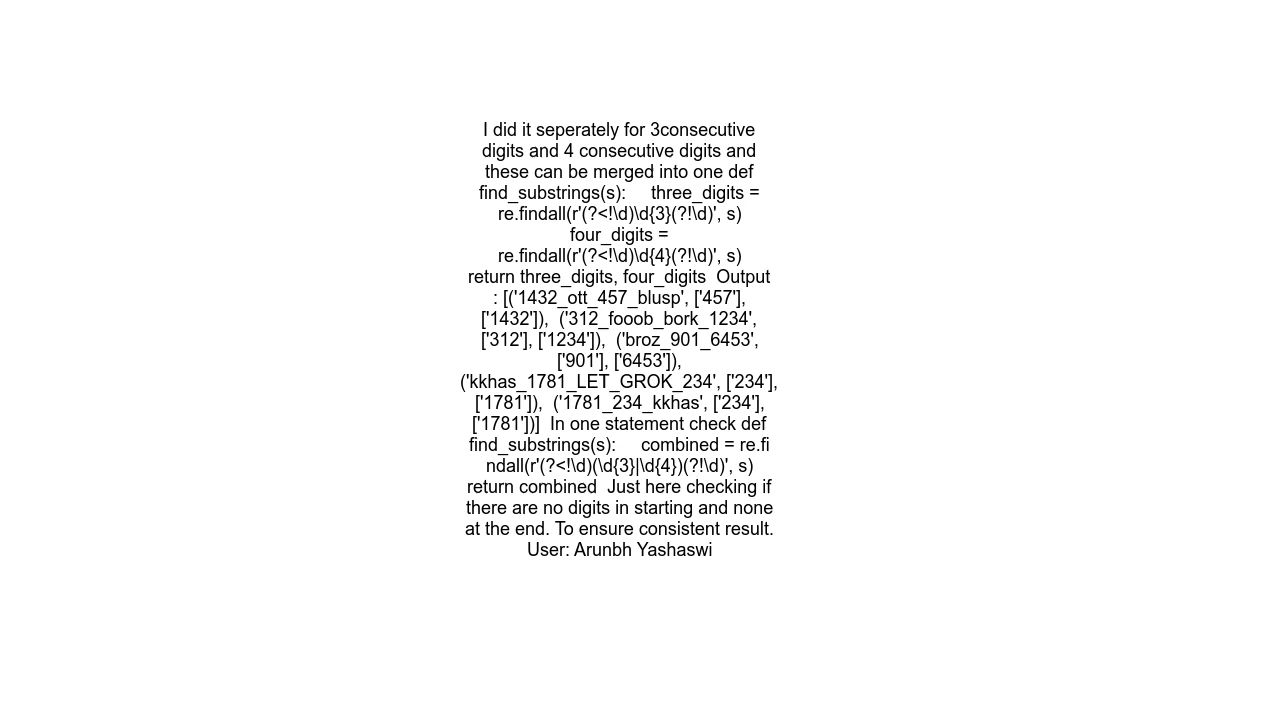 I did it seperately for 3consecutive
digits and 4 consecutive digits and
these can be merged into one def
find_substrings(s):     three_digits =
re.findall(r'(?<!\d)\d{3}(?!\d)', s)
four_digits =
re.findall(r'(?<!\d)\d{4}(?!\d)', s)
return three_digits, four_digits  Output
: [('1432_ott_457_blusp', ['457'],
['1432']),  ('312_fooob_bork_1234',
['312'], ['1234']),  ('broz_901_6453',
['901'], ['6453']),
('kkhas_1781_LET_GROK_234', ['234'],
['1781']),  ('1781_234_kkhas', ['234'],
['1781'])]  In one statement check def
find_substrings(s):     combined = re.fi
ndall(r'(?<!\d)(\d{3}|\d{4})(?!\d)', s)
return combined  Just here checking if
there are no digits in starting and none
at the end. To ensure consistent result.
User: Arunbh Yashaswi